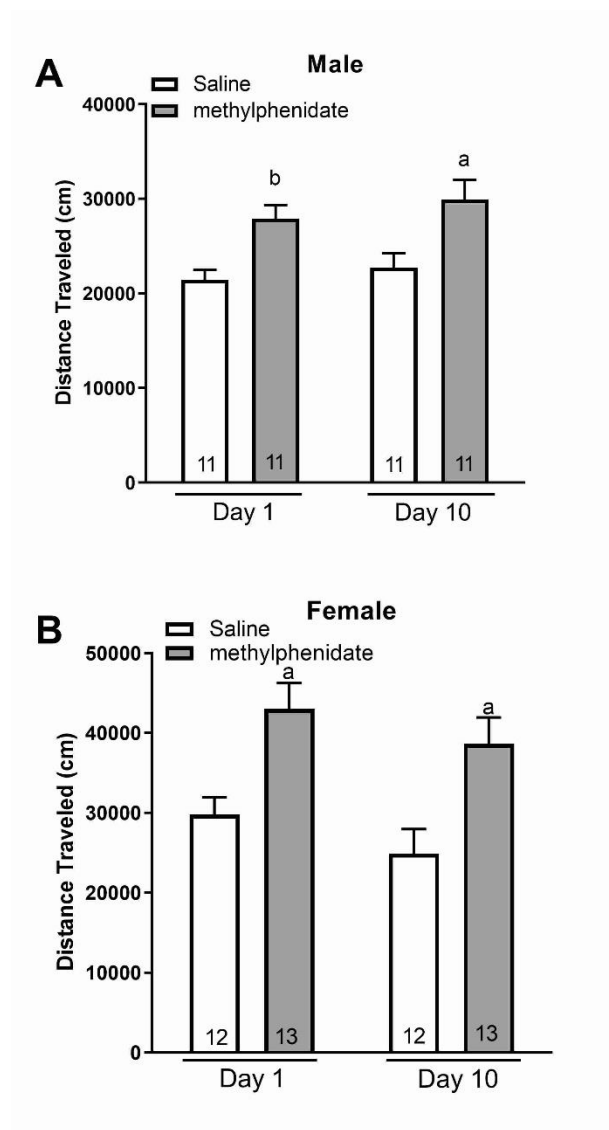 A
Male
Saline
methylphenidate
40000
30000
20000
10000
0
Distance Traveled (cm)
b
a
11
11
11
11
Day 1
Day 10
B
Female
Saline
methylphenidate
50000
40000
30000
20000
10000
0
Distance Traveled (cm)
a
a
12
13
12
13
Day 1
Day 10